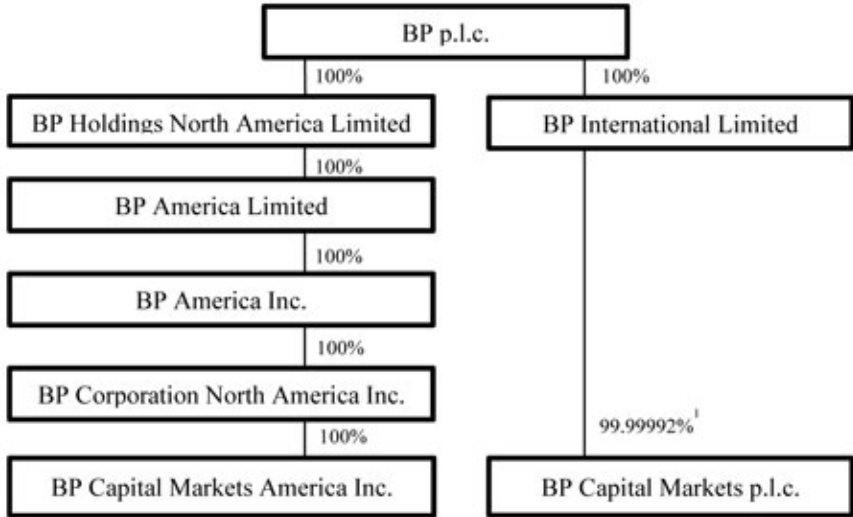 BP p.l.c.
100%
100%
BP Holdings North America Limited
BP International Limited
100%
BP America Limited
100%
BP America Inc.
100%
BP Corporation North America Inc.
100%
99.99992%¹
BP Capital Markets America Inc.
BP Capital Markets p.l.c.